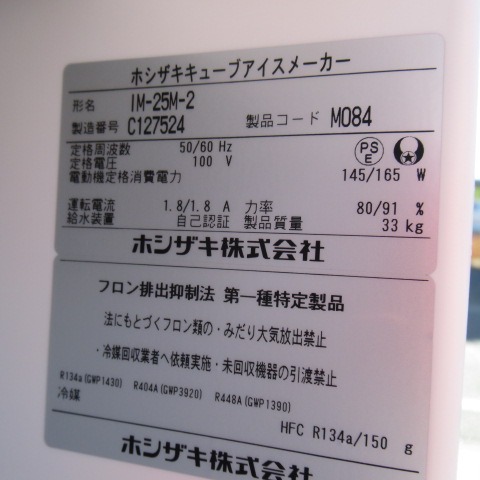 ホシザキキューブアイスメーカー
形名 IM-25M-2
製造番号 C127524 製品コード M084
定格周波数 50/60 Hz
定格電圧 100 V
電動機定格消費電力 145/165 W
PSE
運転電流 1.8/1.8 A 力率 80/91 %
給水装置 自己認証 製品質量 33 kg
ホシザキ株式会社
フロン排出抑制法 第一種特定製品
法にもとづくフロン類の・みだり大気放出禁止
・冷媒回収業者へ依頼実施・未回収機器の引渡禁止
R134a(GWP1430) R404A(GWP3920) R448A(GWP1390)
冷媒 HFC R134a/150 g
ホシザキ株式会社